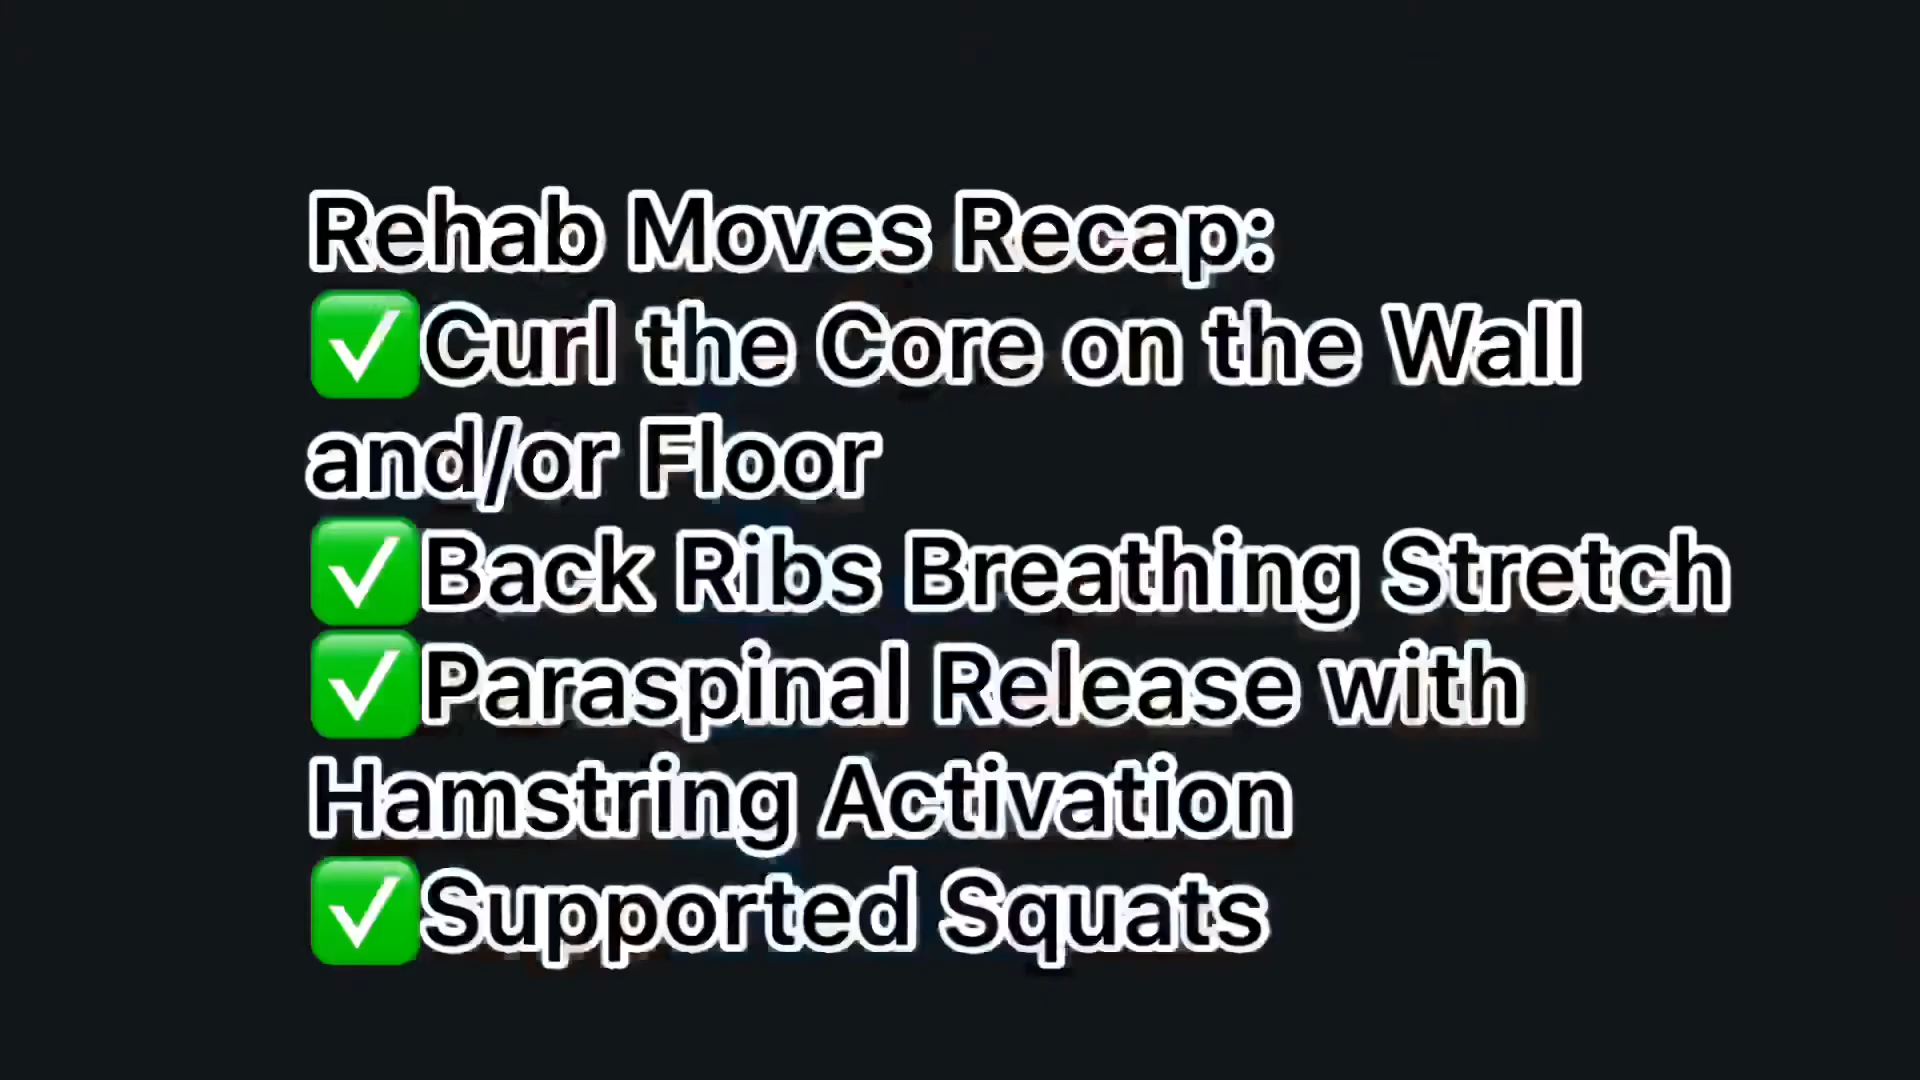 Rehab Moves Recap:
✅Curl the Core on the Wall
and/or Floor
✅Back Ribs Breathing Stretch
✅Paraspinal Release with
Hamstring Activation
✅Supported Squats